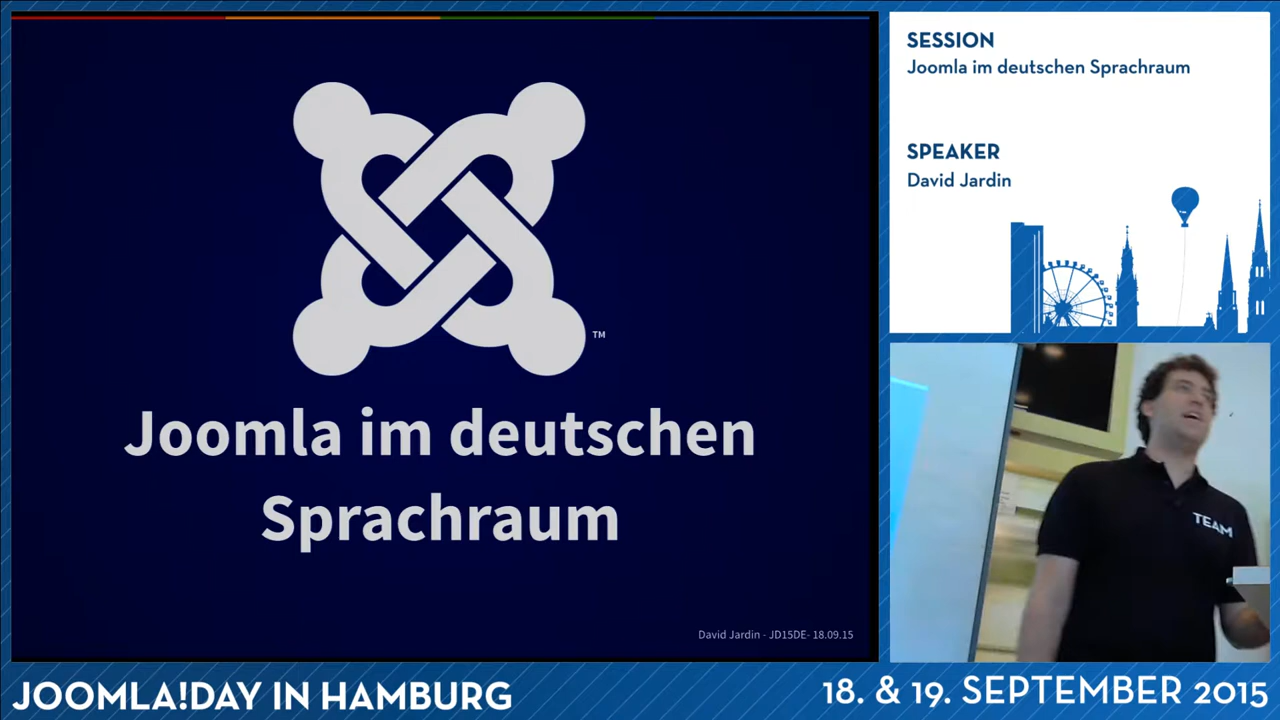 SESSION
Joomla im deutschen Sprachraum
SPEAKER
David Jardin
TM
Joomla im deutschen
Sprachraum
David Jardin - JD15DE- 18.09.15
TEAM
JOOMLA!DAY IN HAMBURG
18. & 19. SEPTEMBER 2015